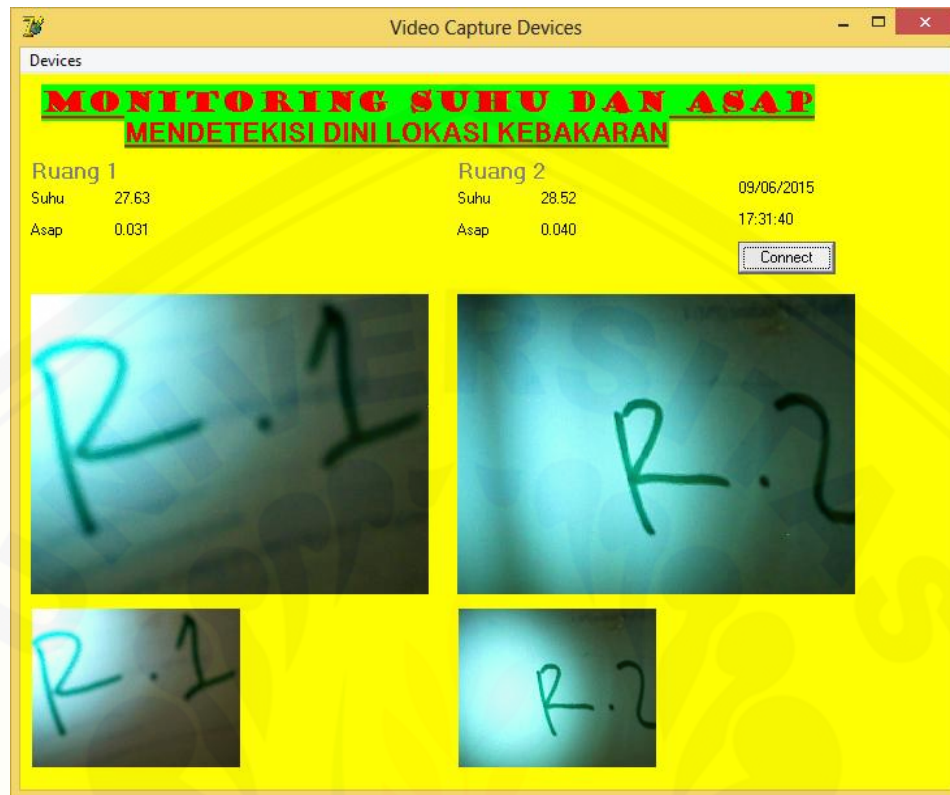 Video Capture Devices
Devices
MONITORING SUHU DAN ASAP
MENDETEKISI DINI LOKASI KEBAKARAN
Ruang 1
Suhu 27.63
Asap 0.031
Ruang 2
Suhu 28.52
Asap 0.040
09/06/2015
17:31:40
Connect
R.1
R.2
R.1
R.2
UNIVERSITAS